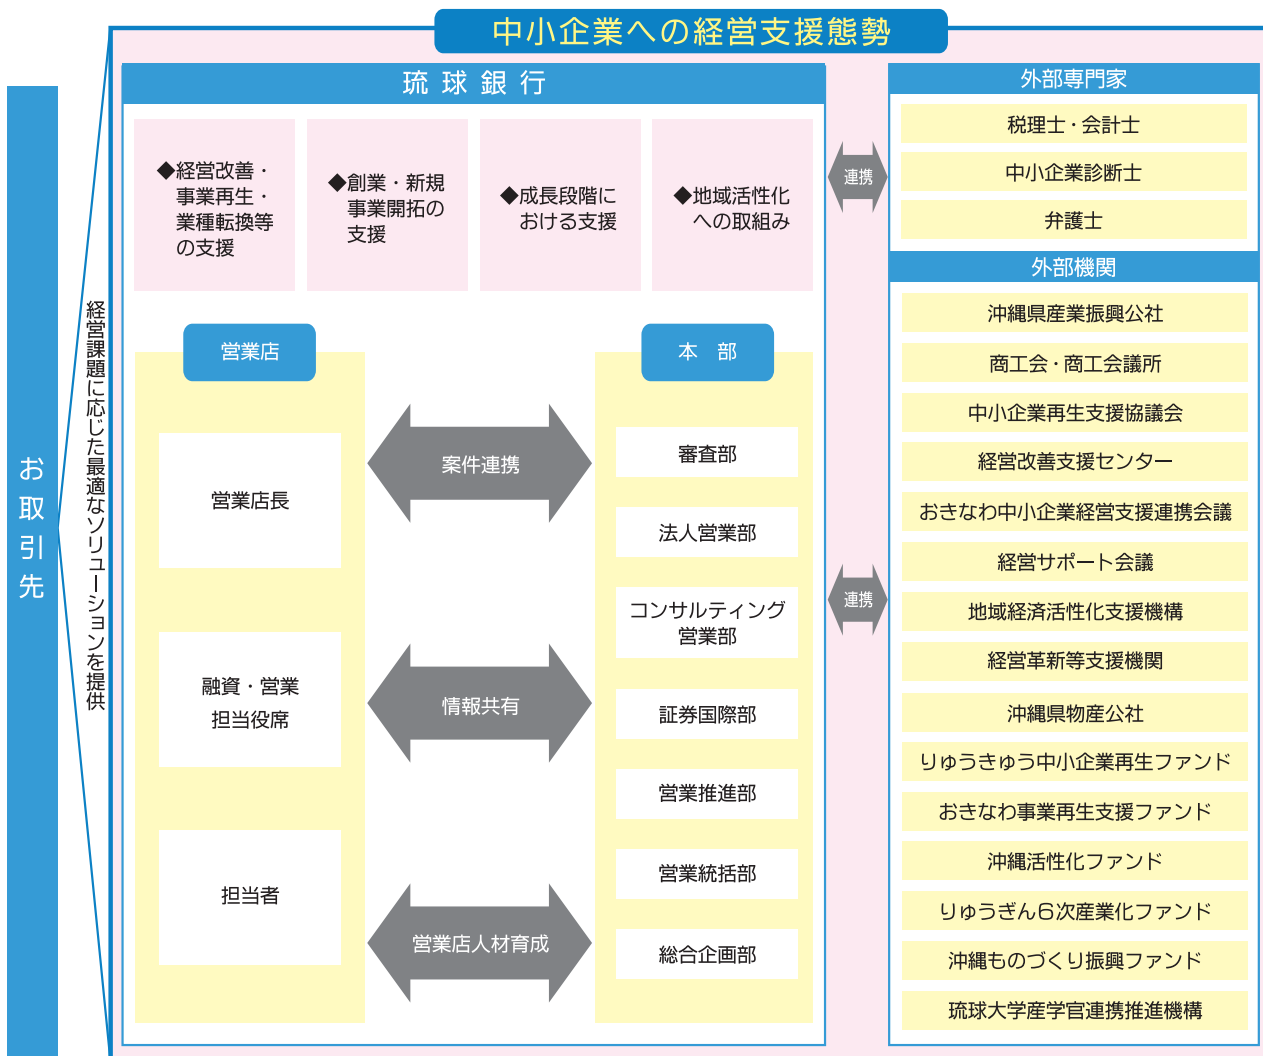 中小企業への経営支援態勢
お取引先
経営課題に応じた最適なソリューションを提供
琉球銀行
◆経営改善・
事業再生・
業種転換等
の支援
◆創業・新規
事業開拓の
支援
◆成長段階に
おける支援
◆地域活性化
への取組み
営業店
営業店長
融資・営業
担当役席
担当者
案件連携
情報共有
営業店人材育成
本　部
審査部
法人営業部
コンサルティング
営業部
証券国際部
営業推進部
営業統括部
総合企画部
連携
連携
外部専門家
税理士・会計士
中小企業診断士
弁護士
外部機関
沖縄県産業振興公社
商工会・商工会議所
中小企業再生支援協議会
経営改善支援センター
おきなわ中小企業経営支援連携会議
経営サポート会議
地域経済活性化支援機構
経営革新等支援機関
沖縄県物産公社
りゅうきゅう中小企業再生ファンド
おきなわ事業再生支援ファンド
沖縄活性化ファンド
りゅうぎん６次産業化ファンド
沖縄ものづくり振興ファンド
琉球大学産学官連携推進機構